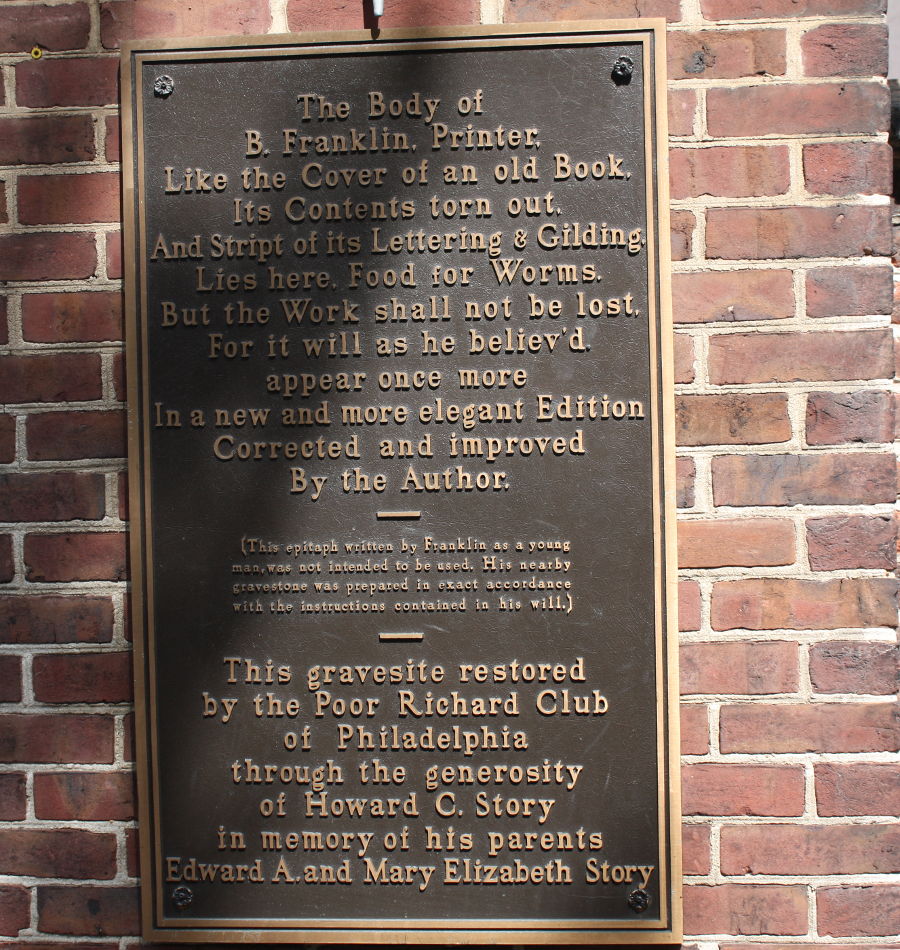 The Body of
B. Franklin, Printer,
Like the Cover of an old Book,
Its Contents torn out,
And Stript of its Lettering & Gilding,
Lies here, Food for Worms.
But the Work shall not be lost,
For it will as he believ'd
appear once more
In a new and more elegant Edition
Corrected and improved
By the Author.
(This epitaph written by Franklin as a young
man, was not intended to be used. His nearby
gravestone was prepared in exact accordance
with the instructions contained in his will.)
This gravesite restored
by the Poor Richard Club
of Philadelphia
through the generosity
of Howard C. Story
in memory of his parents
Edward A. and Mary Elizabeth Story